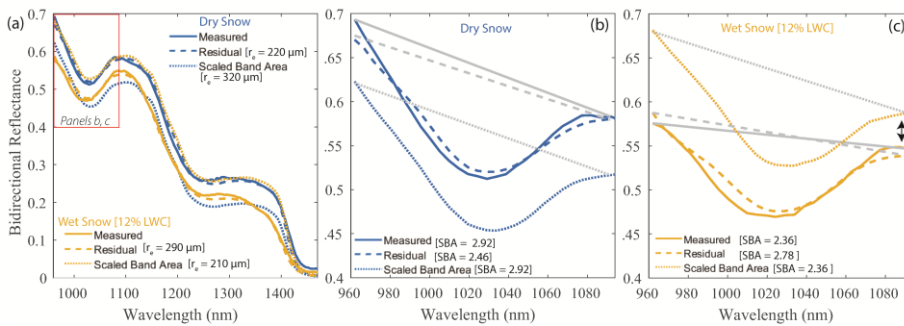 (a)
Dry Snow
Measured
Residual [rₑ = 220 µm]
Scaled Band Area
[rₑ = 320 µm]
Panels b, c
Wet Snow [12% LWC]
Measured
Residual [rₑ = 290 µm]
Scaled Band Area [rₑ = 210 µm]
Bidirectional Reflectance
0.7
0.6
0.5
0.4
0.3
0.2
0.1
0
1000 1100 1200 1300 1400
Wavelength (nm)
(b)
Dry Snow
0.7
.65
0.6
.55
0.5
.45
0.4
Measured [SBA = 2.92]
Residual [SBA = 2.46]
Scaled Band Area [SBA = 2.92]
960 980 1000 1020 1040 1060 1080
Wavelength (nm)
(c)
Wet Snow [12% LWC]
0.7
.65
0.6
.55
0.5
.45
0.4
Measured [SBA = 2.36]
Residual [SBA = 2.78]
Scaled Band Area [SBA = 2.36]
960 980 1000 1020 1040 1060 1080
Wavelength (nm)